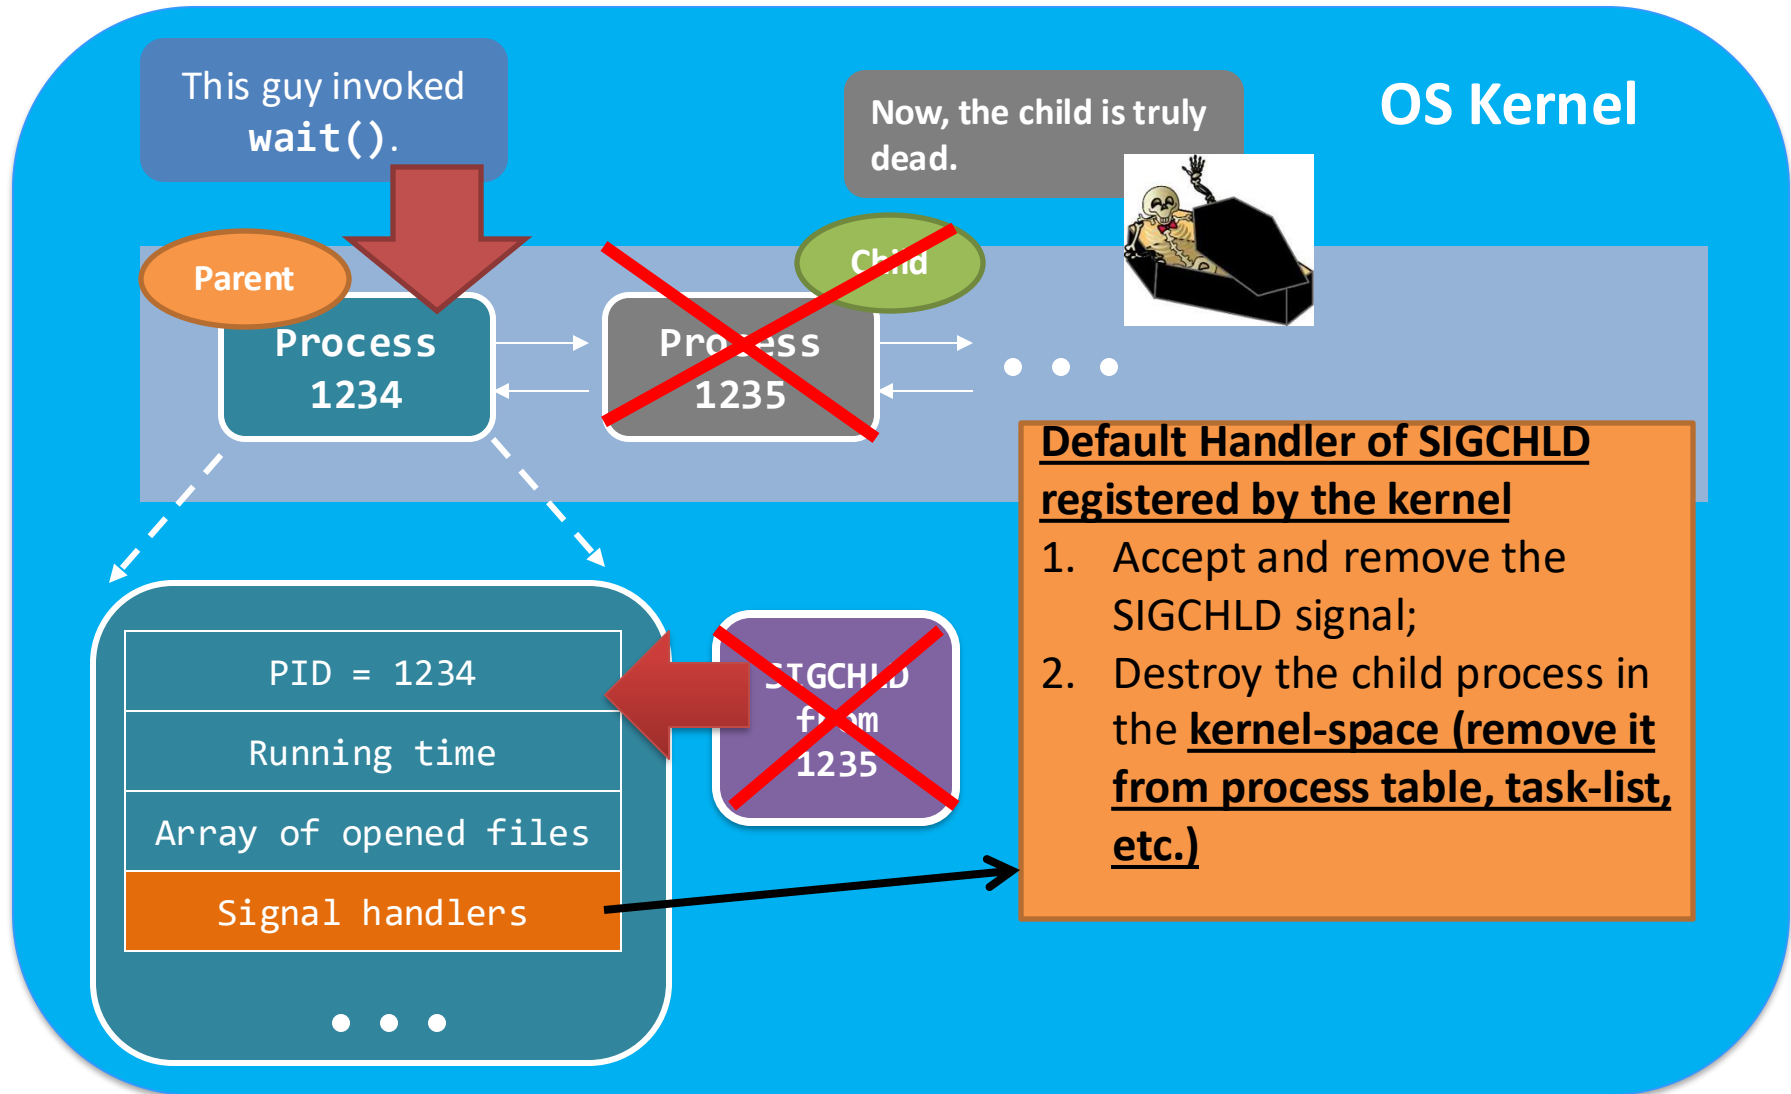 This guy invoked
wait().
Now, the child is truly
dead.
OS Kernel
Parent
Child
Process
1234
Process
1235
Default Handler of SIGCHLD
registered by the kernel
1. Accept and remove the
SIGCHLD signal;
2. Destroy the child process in
the kernel-space (remove it
from process table, task-list,
etc.)
PID = 1234
Running time
Array of opened files
Signal handlers
SIGCHLD
from
1235